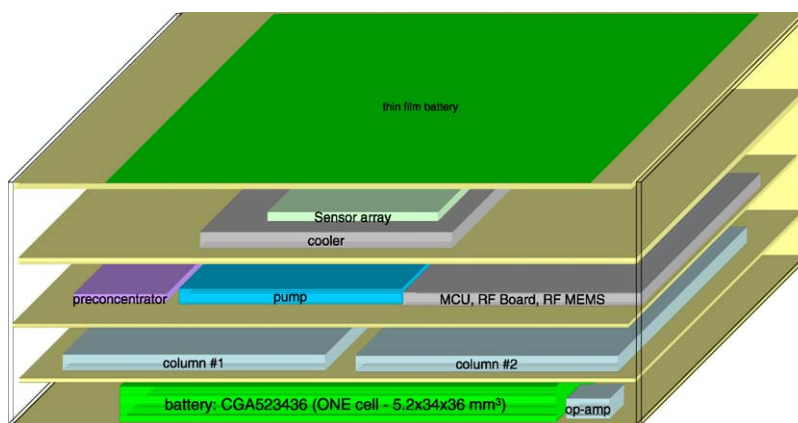 thin film battery
Sensor array
cooler
preconcentrator
pump
MCU, RF Board, RF MEMS
column #1
column #2
battery: CGA523436 (ONE cell - 5.2x34x36 mm³)
op-amp